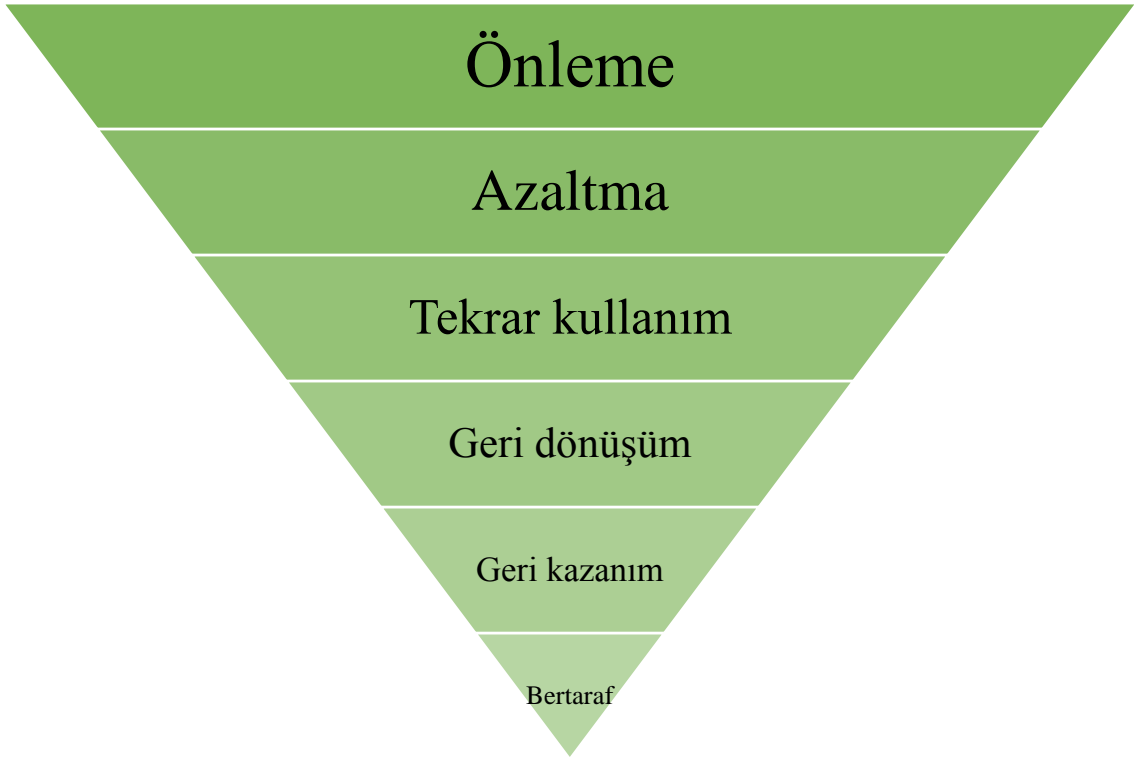 Önleme
Azaltma
Tekrar kullanım
Geri dönüşüm
Geri kazanım
Bertaraf